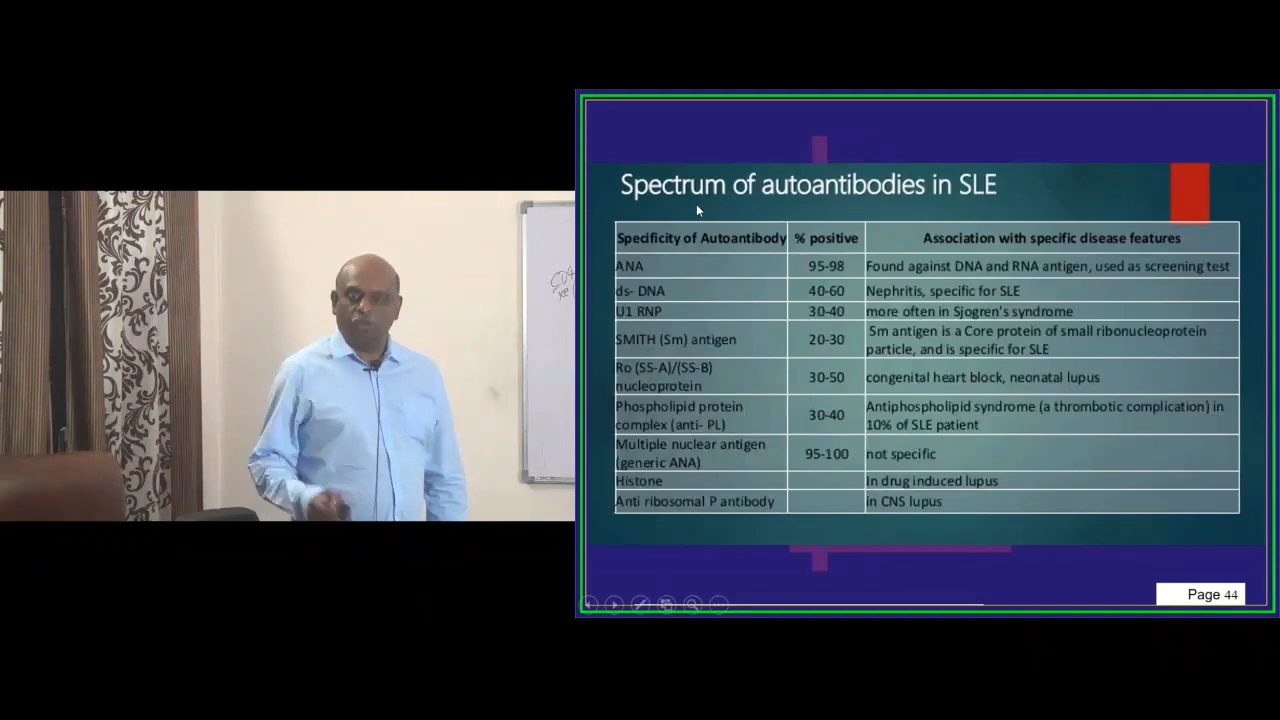 Spectrum of autoantibodies in SLE
Specificity of Autoantibody % positive Association with specific disease features
ANA 95-98 Found against DNA and RNA antigen, used as screening test
ds- DNA 40-60 Nephritis, specific for SLE
U1 RNP 30-40 more often in Sjogren's syndrome
SMITH (Sm) antigen 20-30 Sm antigen is a Core protein of small ribonucleoprotein
particle, and is specific for SLE
Ro (SS-A)/(SS-B)
nucleoprotein 30-50 congenital heart block, neonatal lupus
Phospholipid protein
complex (anti- PL) 30-40 Antiphospholipid syndrome (a thrombotic complication) in
10% of SLE patient
Multiple nuclear antigen
(generic ANA) 95-100 not specific
Histone In drug induced lupus
Anti ribosomal P antibody in CNS lupus
Page 44